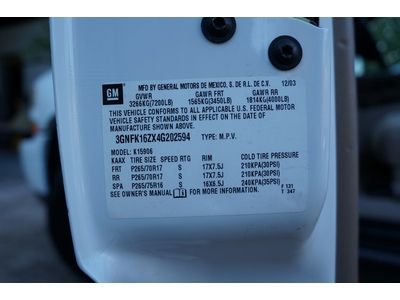 GM
MFD BY GENERAL MOTORS DE MEXICO, S. DE R.L. DE C.V. 12/03
GVWR GAWR FRT GAWR RR
3266KG(7200LB) 1565KG(3450LB) 1814KG(4000LB)
THIS VEHICLE CONFORMS TO ALL APPLICABLE U.S. FEDERAL MOTOR
VEHICLE SAFETY STANDARDS IN EFFECT ON THE DATE OF
MANUFACTURE SHOWN ABOVE.
3GNFK16ZX4G202594 TYPE: M.P.V.
MODEL: K15906
KAAX TIRE SIZE SPEED RTG RIM COLD TIRE PRESSURE
FRT P265/70R17 S 17X7.5J 210KPA(30PSI)
RR P265/70R17 S 17X7.5J 210KPA(30PSI)
SPA P265/75R16 S 16X6.5J 240KPA(35PSI)
SEE OWNER'S MANUAL FOR MORE INFORMATION. F 131
T 347